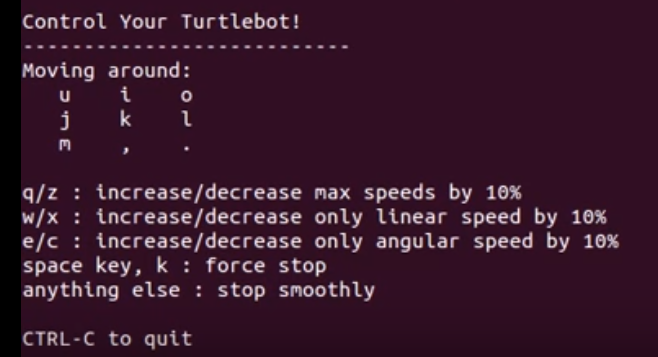 Control Your Turtlebot!
---------------------------
Moving around:
u i o
j k l
m , .
q/z : increase/decrease max speeds by 10%
w/x : increase/decrease only linear speed by 10%
e/c : increase/decrease only angular speed by 10%
space key, k : force stop
anything else : stop smoothly
CTRL-C to quit